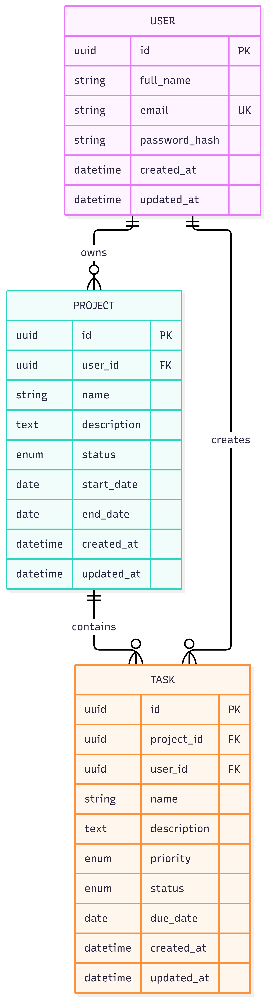 USER
uuid id PK
string full_name
string email UK
string password_hash
datetime created_at
datetime updated_at
owns
PROJECT
uuid id PK
uuid user_id FK
string name
text description
enum status
date start_date
date end_date
datetime created_at
datetime updated_at
creates
contains
TASK
uuid id PK
uuid project_id FK
uuid user_id FK
string name
text description
enum priority
enum status
date due_date
datetime created_at
datetime updated_at